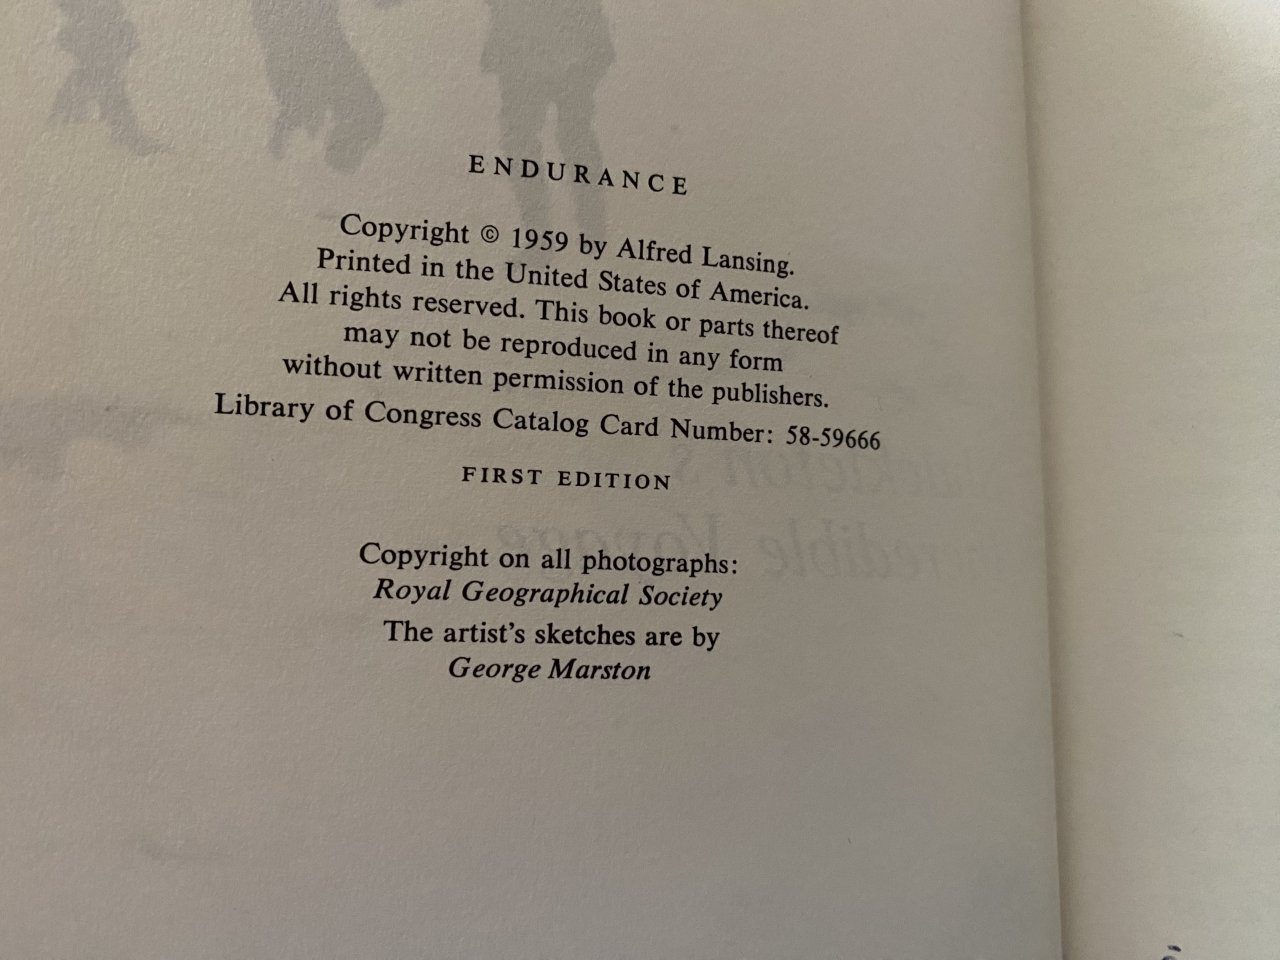 ENDURANCE
Copyright © 1959 by Alfred Lansing.
Printed in the United States of America.
All rights reserved. This book or parts thereof
may not be reproduced in any form
without written permission of the publishers.
Library of Congress Catalog Card Number: 58-59666
FIRST EDITION
Copyright on all photographs:
Royal Geographical Society
The artist's sketches are by
George Marston